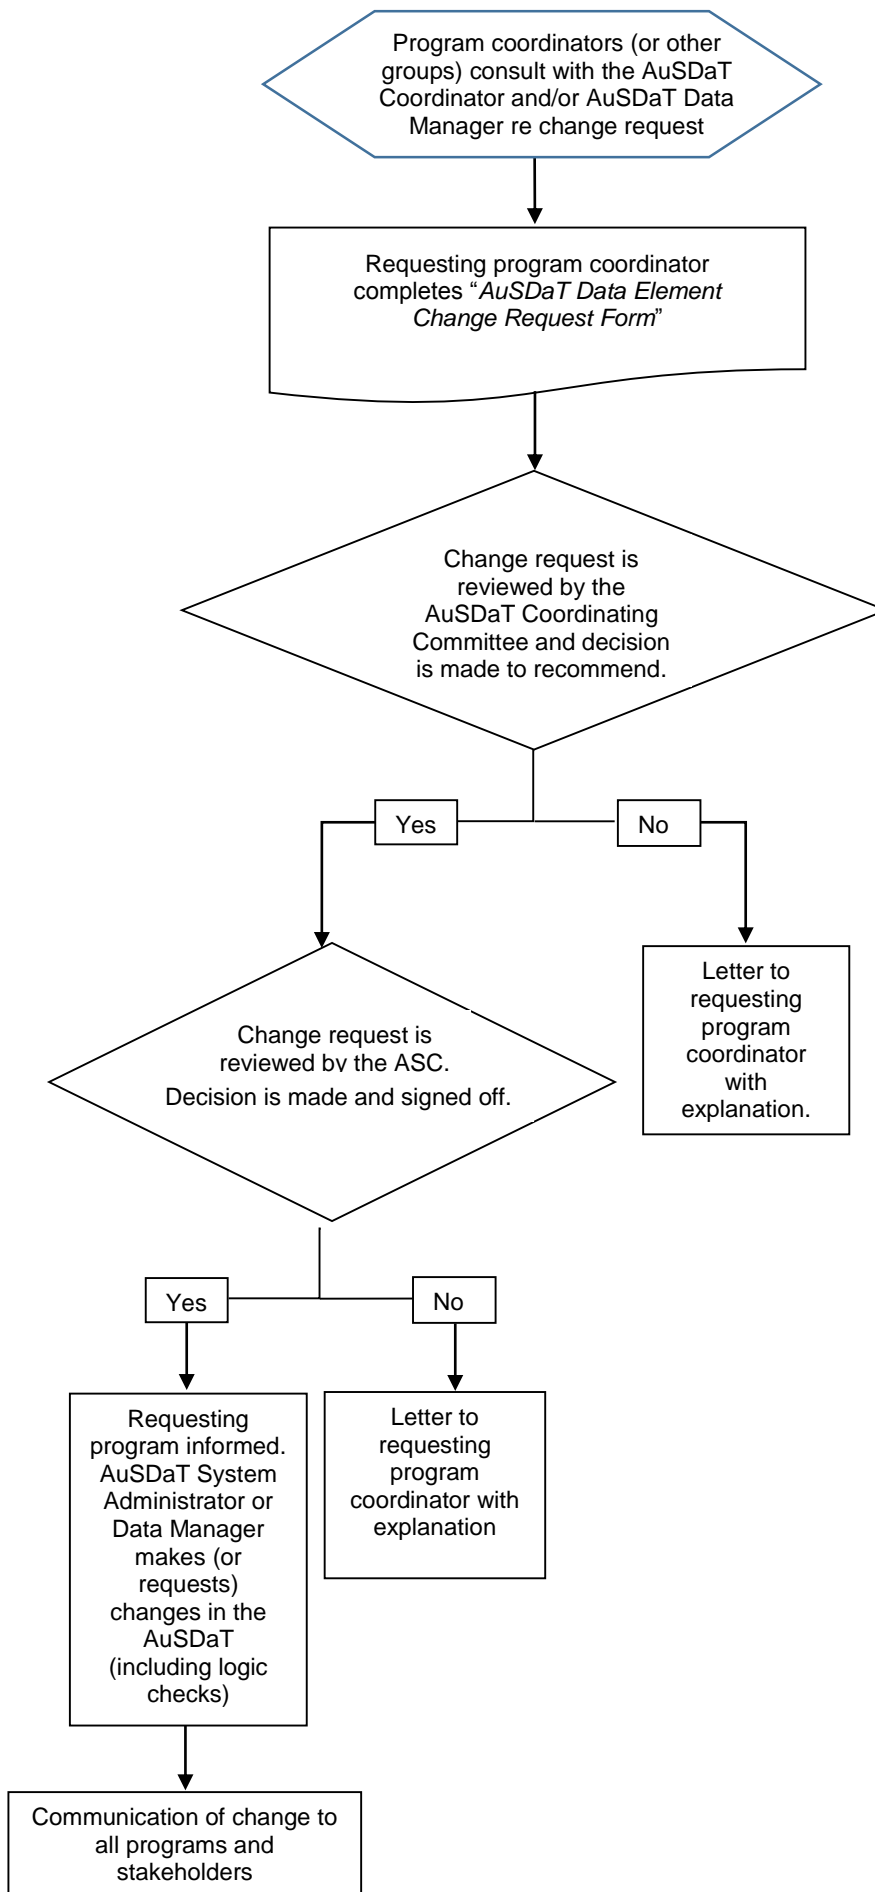 Program coordinators (or other
groups) consult with the AuSDaT
Coordinator and/or AuSDaT Data
Manager re change request
Requesting program coordinator
completes “AuSDaT Data Element
Change Request Form”
Change request is
reviewed by the
AuSDaT Coordinating
Committee and decision
is made to recommend.
Yes
No
Letter to
requesting
program
coordinator
with
explanation.
Change request is
reviewed by the ASC.
Decision is made and signed off.
Yes
No
Requesting
program informed.
AuSDaT System
Administrator or
Data Manager
makes (or
requests)
changes in the
AuSDaT
(including logic
checks)
Letter to
requesting
program
coordinator with
explanation
Communication of change to
all programs and
stakeholders